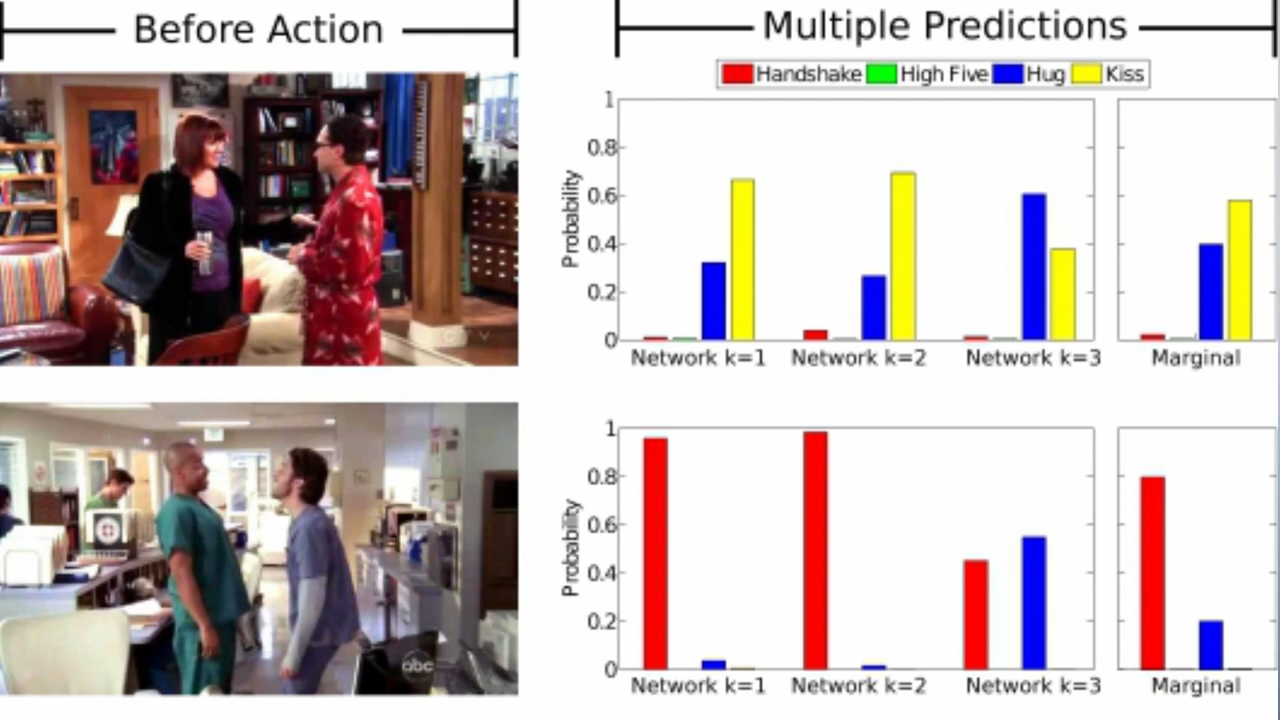 Before Action
Multiple Predictions
Handshake High Five Hug Kiss
1
0.8
0.6
0.4
0.2
0
Probability
Network k=1 Network k=2 Network k=3 Marginal
1
0.8
0.6
0.4
0.2
0
Probability
Network k=1 Network k=2 Network k=3 Marginal
abc